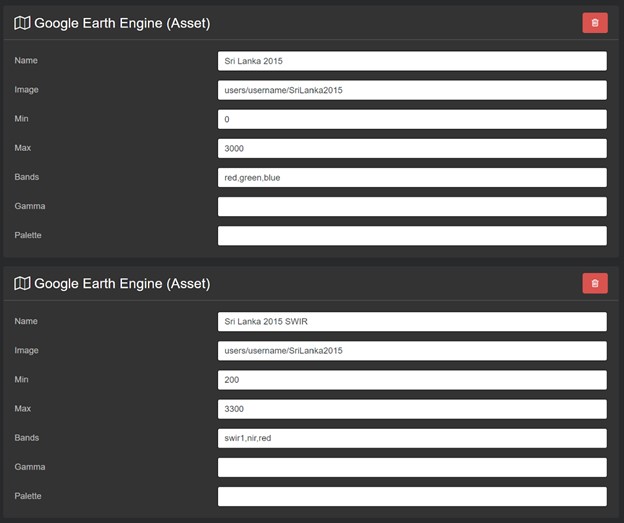 Google Earth Engine (Asset)
Name Sri Lanka 2015
Image users/username/SriLanka2015
Min 0
Max 3000
Bands red,green,blue
Gamma
Palette
Google Earth Engine (Asset)
Name Sri Lanka 2015 SWIR
Image users/username/SriLanka2015
Min 200
Max 3300
Bands swir1,nir,red
Gamma
Palette